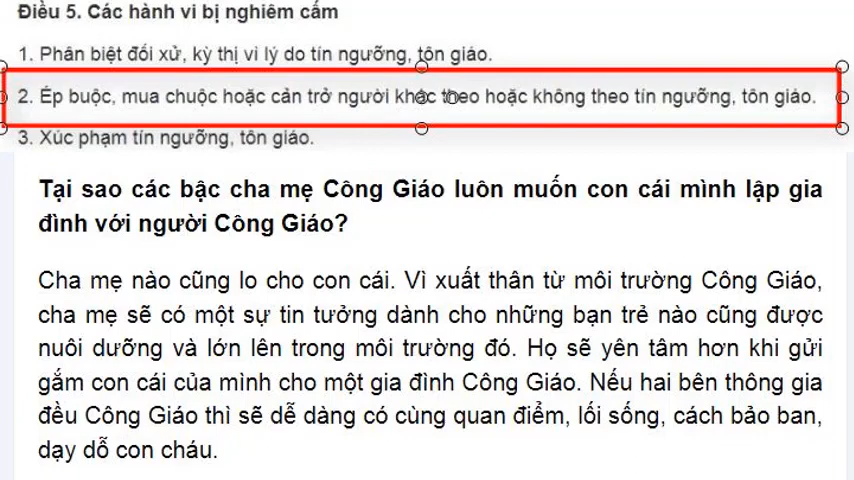 Điều 5. Các hành vi bị nghiêm cấm
1. Phân biệt đối xử, kỳ thị vì lý do tín ngưỡng, tôn giáo.
2. Ép buộc, mua chuộc hoặc cản trở người khác theo hoặc không theo tín ngưỡng, tôn giáo.
3. Xúc phạm tín ngưỡng, tôn giáo.
Tại sao các bậc cha mẹ Công Giáo luôn muốn con cái mình lập gia
đình với người Công Giáo?
Cha mẹ nào cũng lo cho con cái. Vì xuất thân từ môi trường Công Giáo,
cha mẹ sẽ có một sự tin tưởng dành cho những bạn trẻ nào cũng được
nuôi dưỡng và lớn lên trong môi trường đó. Họ sẽ yên tâm hơn khi gửi
gắm con cái của mình cho một gia đình Công Giáo. Nếu hai bên thông gia
đều Công Giáo thì sẽ dễ dàng có cùng quan điểm, lối sống, cách bảo ban,
dạy dỗ con cháu.